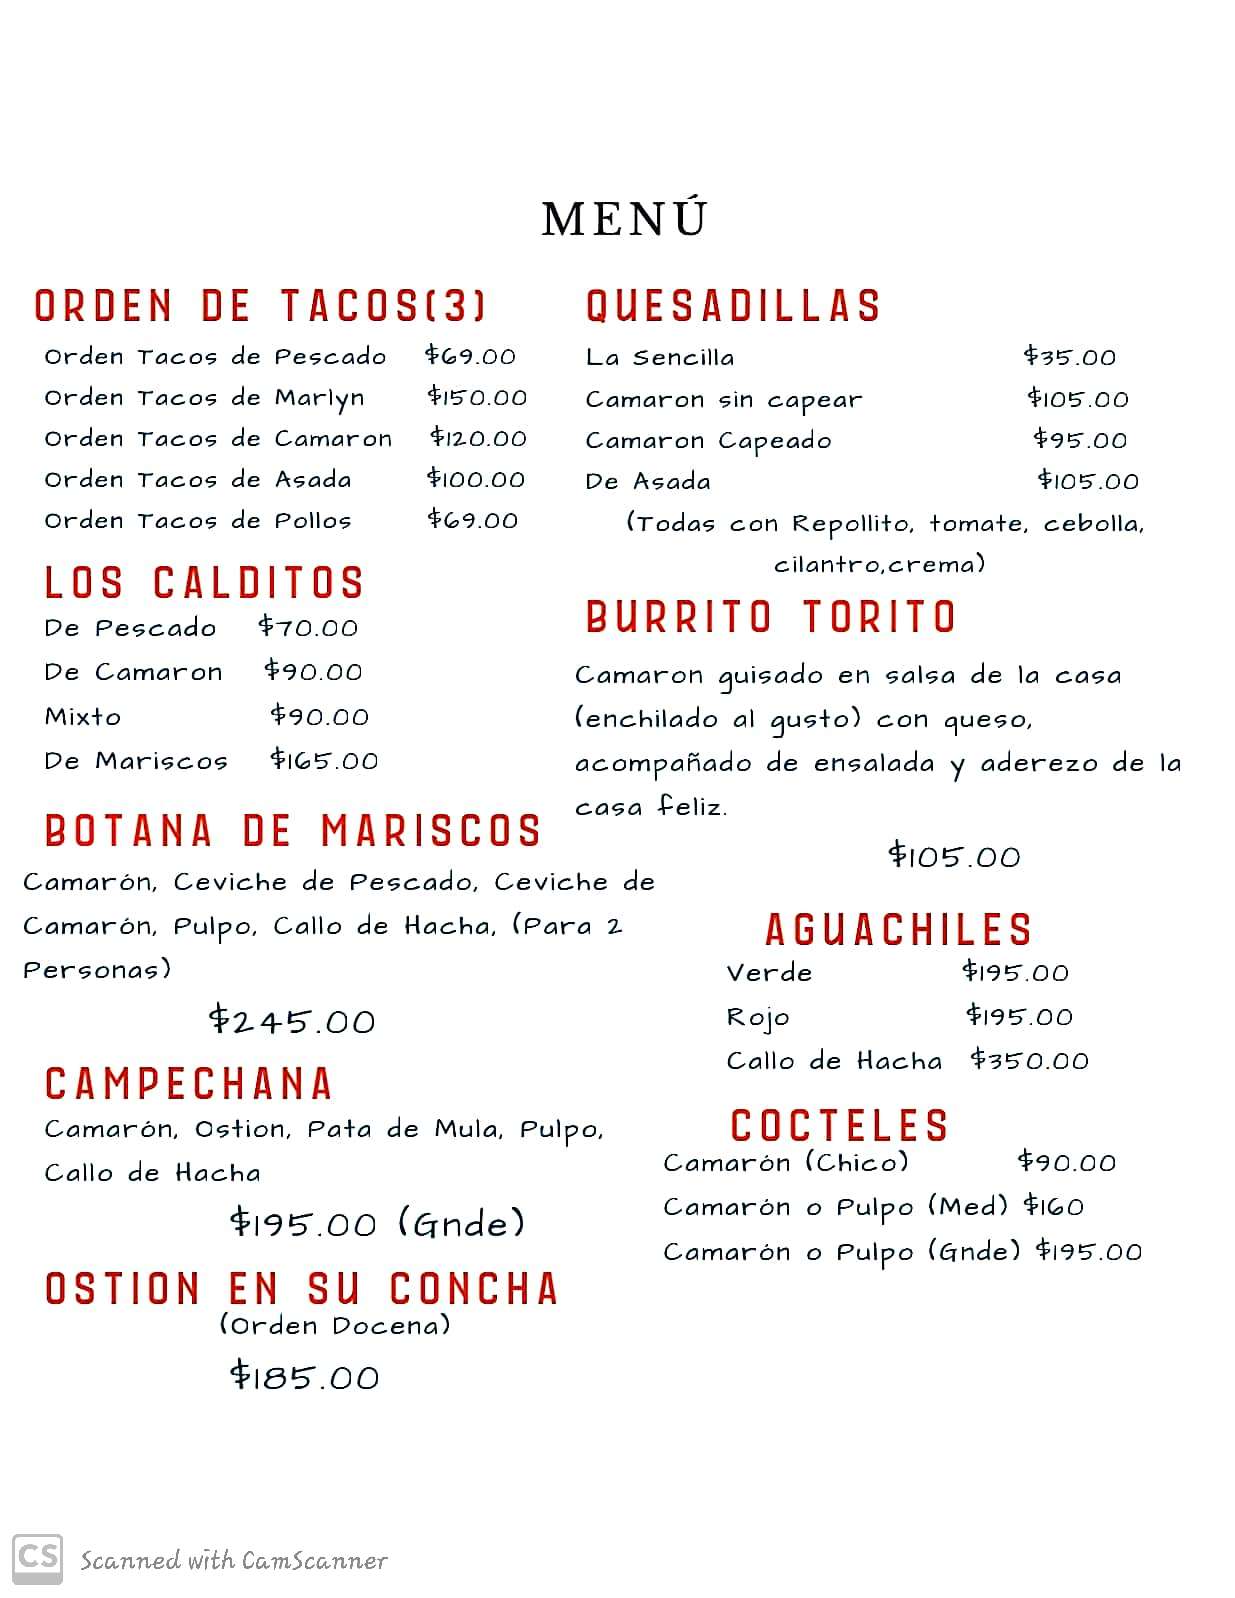 MENÚ
ORDEN DE TACOS(3)
Orden Tacos de Pescado $69.00
Orden Tacos de Marlyn $150.00
Orden Tacos de Camaron $120.00
Orden Tacos de Asada $100.00
Orden Tacos de Pollos $69.00
LOS CALDITOS
De Pescado $70.00
De Camaron $90.00
Mixto $90.00
De Mariscos $165.00
BOTANA DE MARISCOS
Camarón, Ceviche de Pescado, Ceviche de
Camarón, Pulpo, Callo de Hacha, (Para 2
Personas)
$245.00
CAMPECHANA
Camarón, Ostion, Pata de Mula, Pulpo,
Callo de Hacha
$195.00 (Gnde)
OSTION EN SU CONCHA
(Orden Docena)
$185.00
QUESADILLAS
La Sencilla $35.00
Camaron sin capear $105.00
Camaron Capeado $95.00
De Asada $105.00
(Todas con Repollito, tomate, cebolla,
cilantro,crema)
BURRITO TORITO
Camaron guisado en salsa de la casa
(enchilado al gusto) con queso,
acompañado de ensalada y aderezo de la
casa feliz.
$105.00
AGUACHILES
Verde $195.00
Rojo $195.00
Callo de Hacha $350.00
COCTELES
Camarón (Chico) $90.00
Camarón o Pulpo (Med) $160
Camarón o Pulpo (Gnde) $195.00
CS Scanned with CamScanner